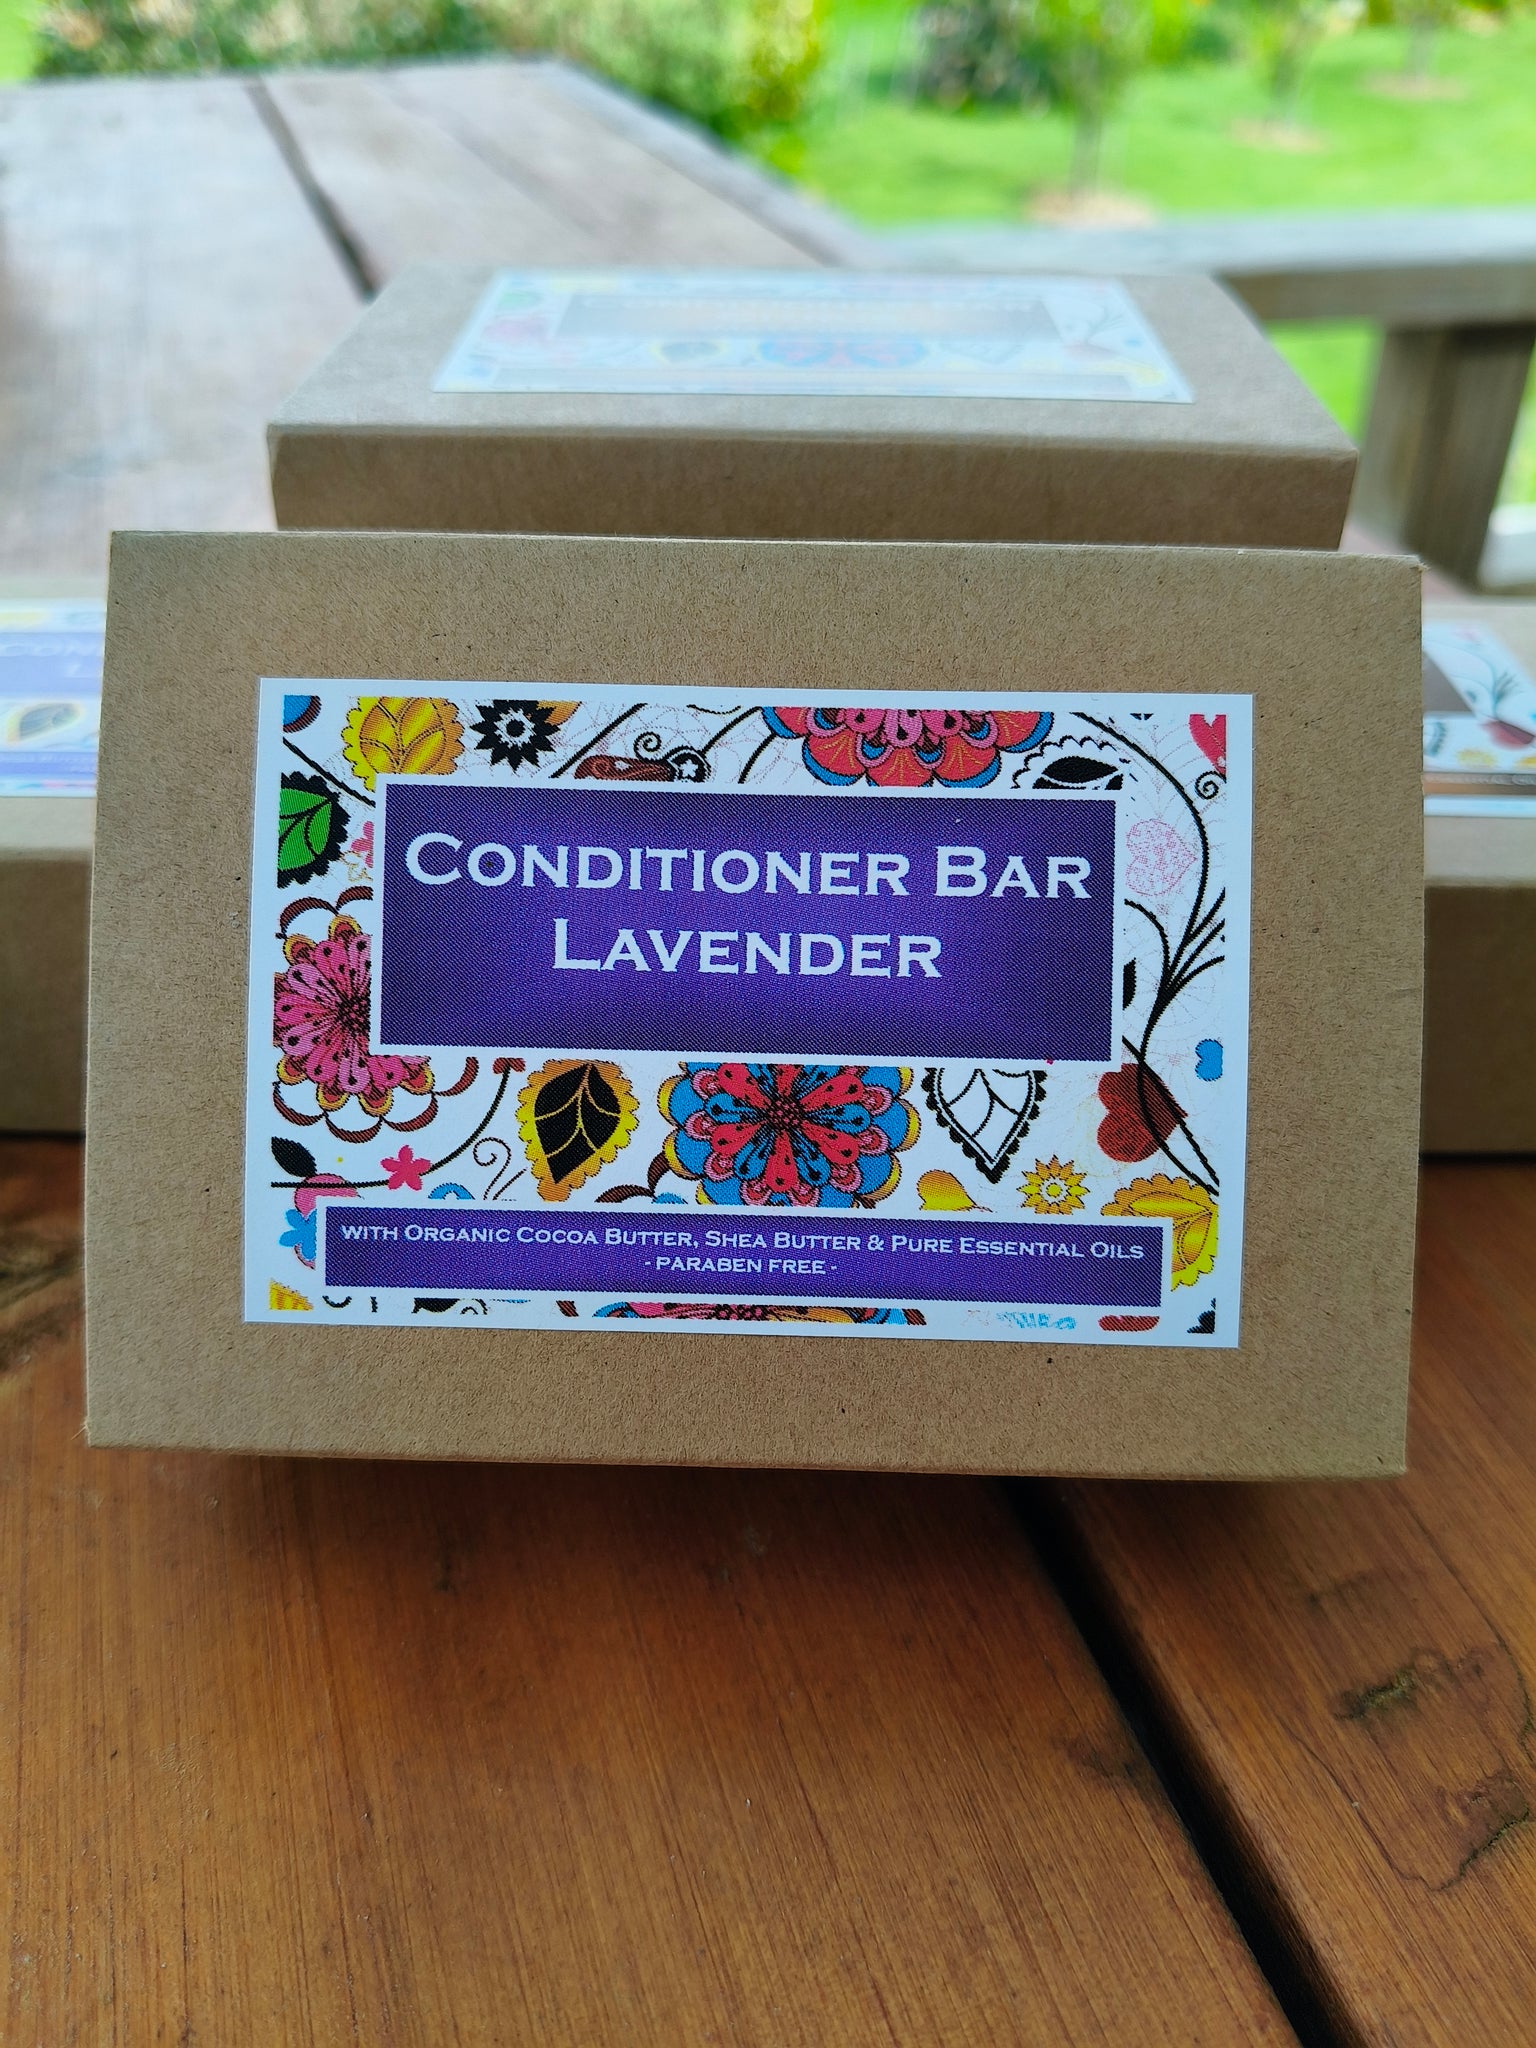 CONDITIONER BAR
LAVENDER
WITH ORGANIC COCOA BUTTER, SHEA BUTTER & PURE ESSENTIAL OILS
- PARABEN FREE -